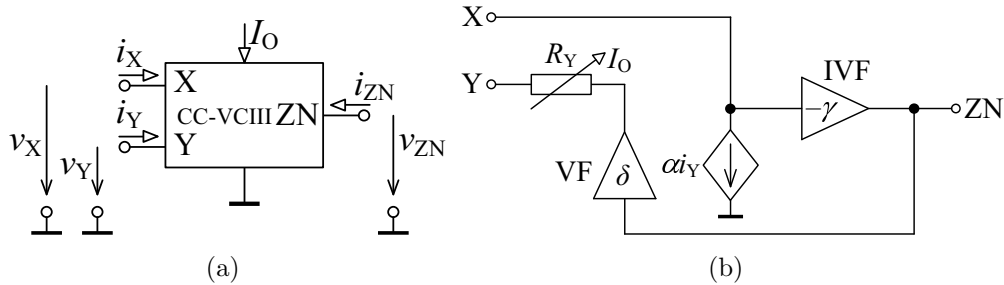 I_O
i_X
X
CC-VCIII
ZN
i_ZN
i_Y
Y
v_X
v_Y
v_ZN
(a)
X
Y
R_Y
I_O
IVF
−γ
ZN
VF
δ
αi_Y
(b)